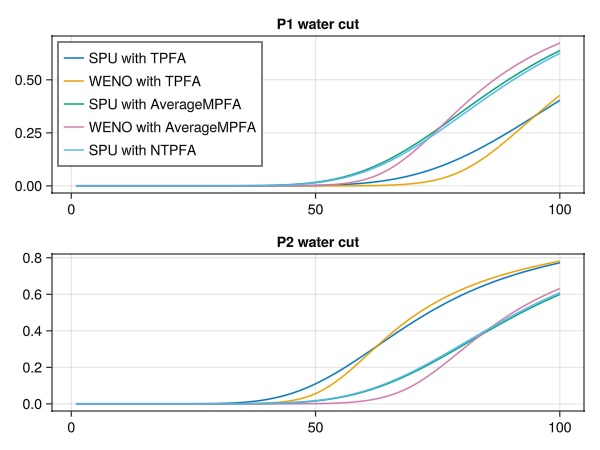 P1 water cut
SPU with TPFA
WENO with TPFA
SPU with AverageMPFA
WENO with AverageMPFA
SPU with NTPFA
0.50
0.25
0.00
0 50 100
P2 water cut
0.8
0.6
0.4
0.2
0.0
0 50 100